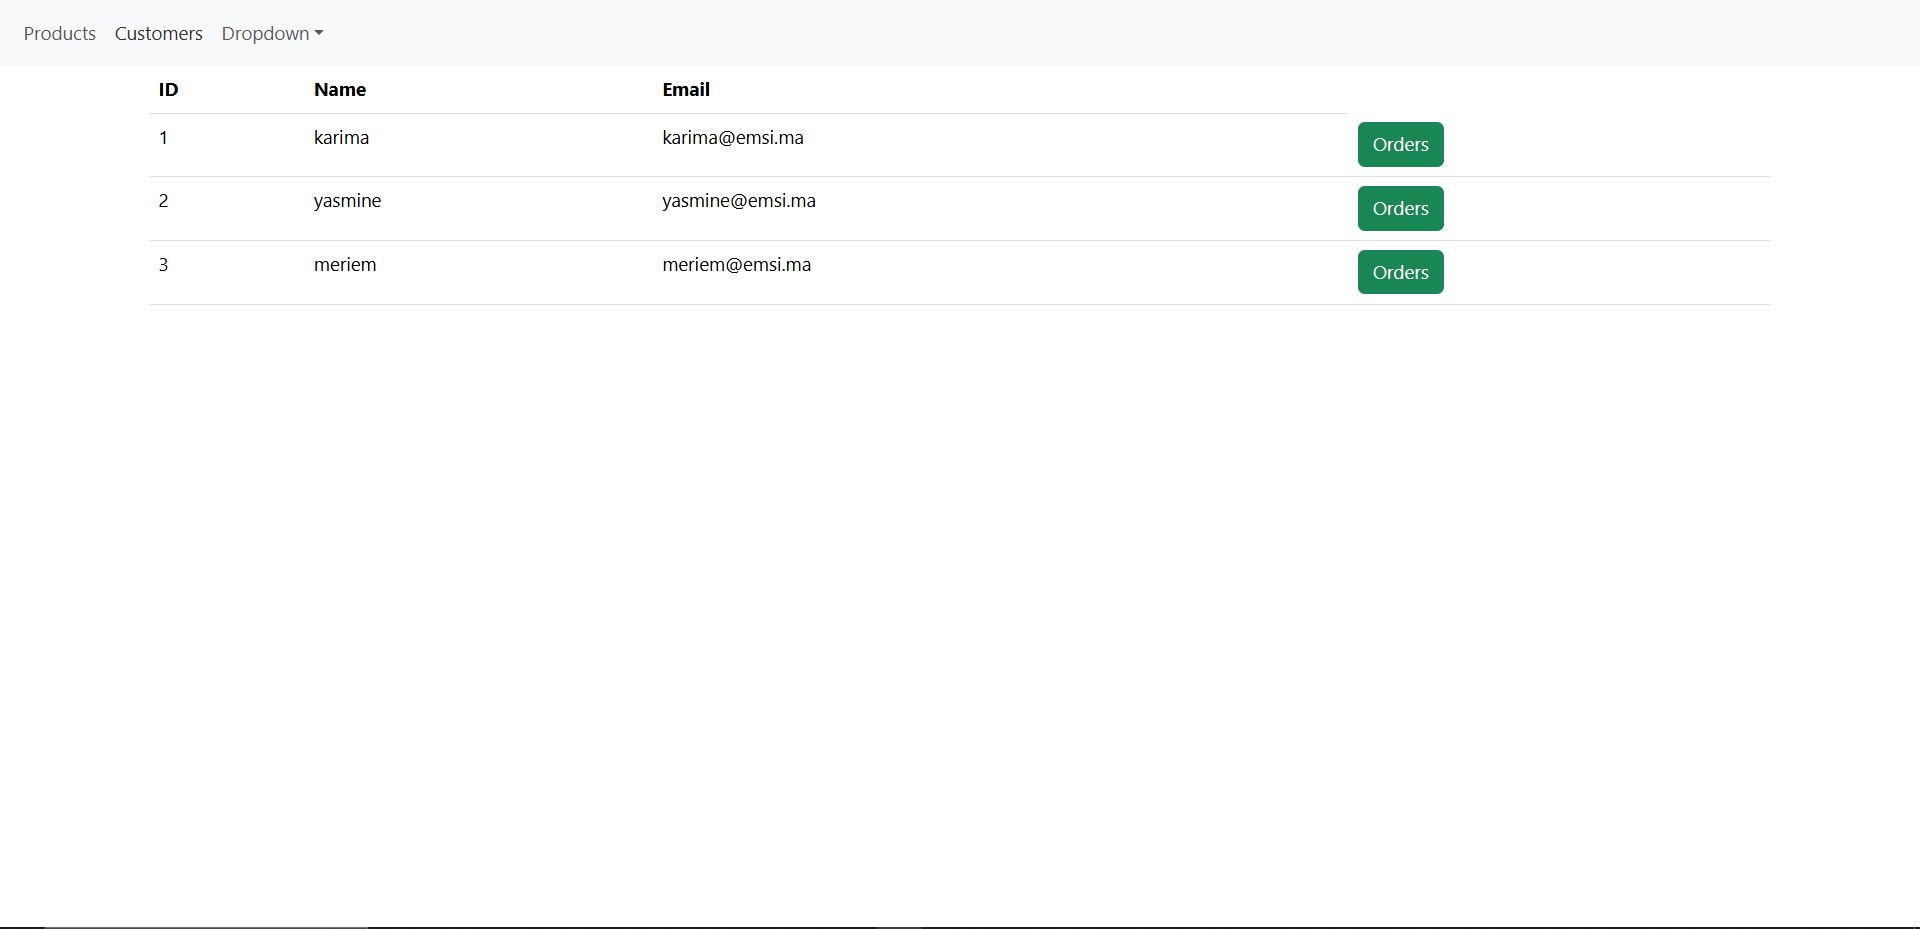 Products Customers Dropdown
ID Name Email
1 karima karima@emsi.ma Orders
2 yasmine yasmine@emsi.ma Orders
3 meriem meriem@emsi.ma Orders